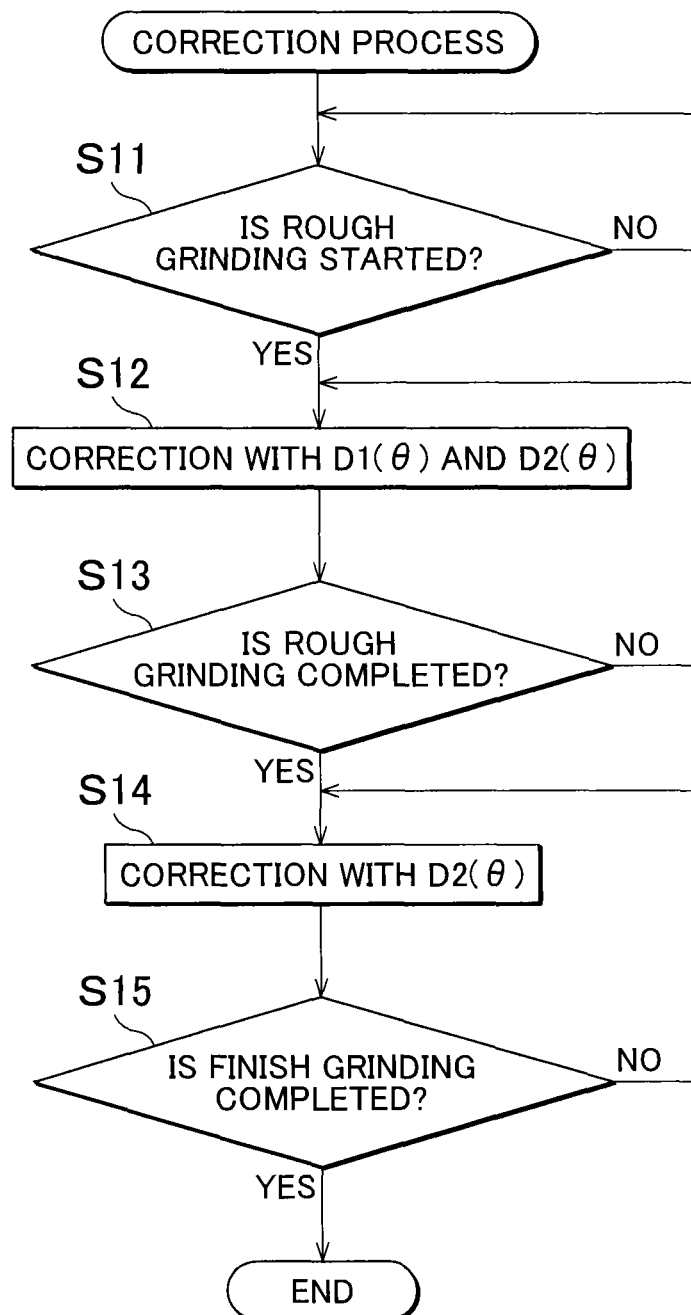 CORRECTION PROCESS
S11
IS ROUGH
GRINDING STARTED?
NO
YES
S12
CORRECTION WITH D1(θ) AND D2(θ)
S13
IS ROUGH
GRINDING COMPLETED?
NO
YES
S14
CORRECTION WITH D2(θ)
S15
IS FINISH GRINDING
COMPLETED?
NO
YES
END